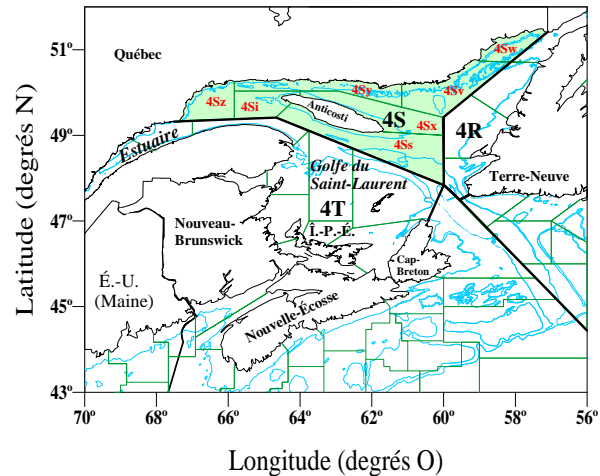 Latitude (degrés N)
51º
49º
47º
45º
43º
Québec
4Sw
4Sy
4Sv
4Sz
4Si
Anticosti
4S
4Sx
4R
4Ss
Estuaire
Golfe du
Saint-Laurent
Terre-Neuve
4T
Nouveau-
Brunswick
Î.-P.-É.
Cap-
Breton
É.-U.
(Maine)
Nouvelle-Écosse
70º
68º
66º
64º
62º
60º
58º
56º
Longitude (degrés O)